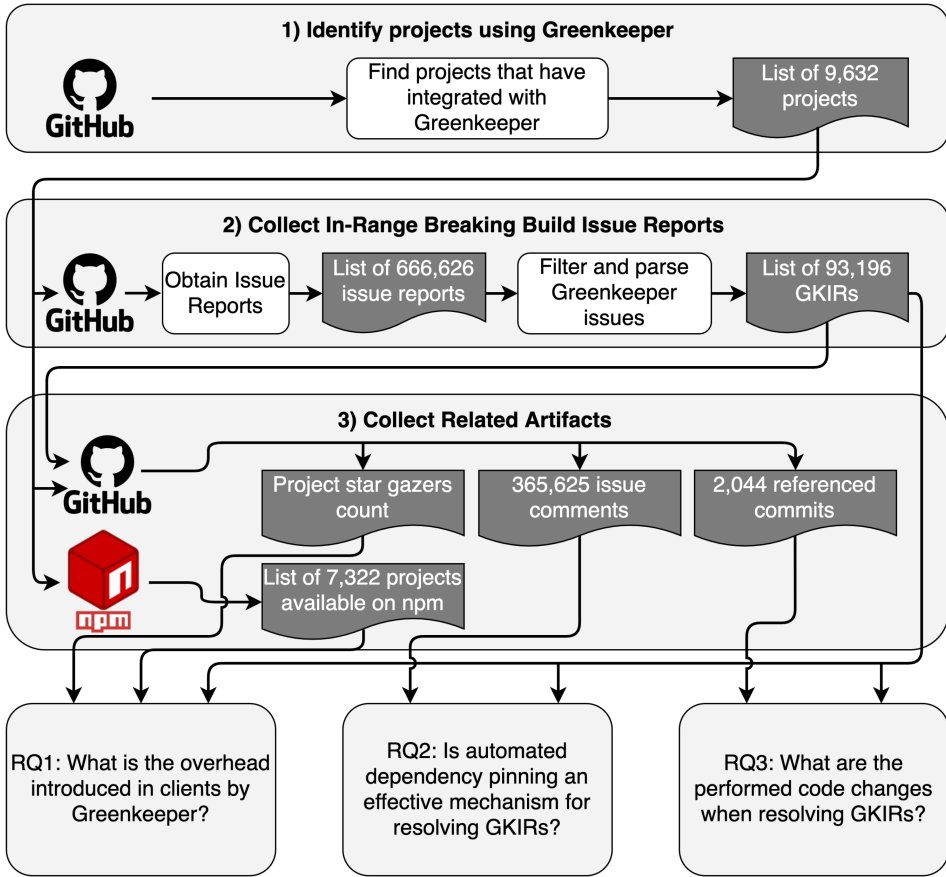 1) Identify projects using Greenkeeper
GitHub
Find projects that have
integrated with
Greenkeeper
List of 9,632
projects
2) Collect In-Range Breaking Build Issue Reports
GitHub
Obtain Issue
Reports
List of 666,626
issue reports
Filter and parse
Greenkeeper
issues
List of 93,196
GKIRs
3) Collect Related Artifacts
GitHub
Project star gazers
count
365,625 issue
comments
2,044 referenced
commits
n
npm
List of 7,322 projects
available on npm
RQ1: What is the overhead
introduced in clients by
Greenkeeper?
RQ2: Is automated
dependency pinning an
effective mechanism for
resolving GKIRs?
RQ3: What are the
performed code changes
when resolving GKIRs?